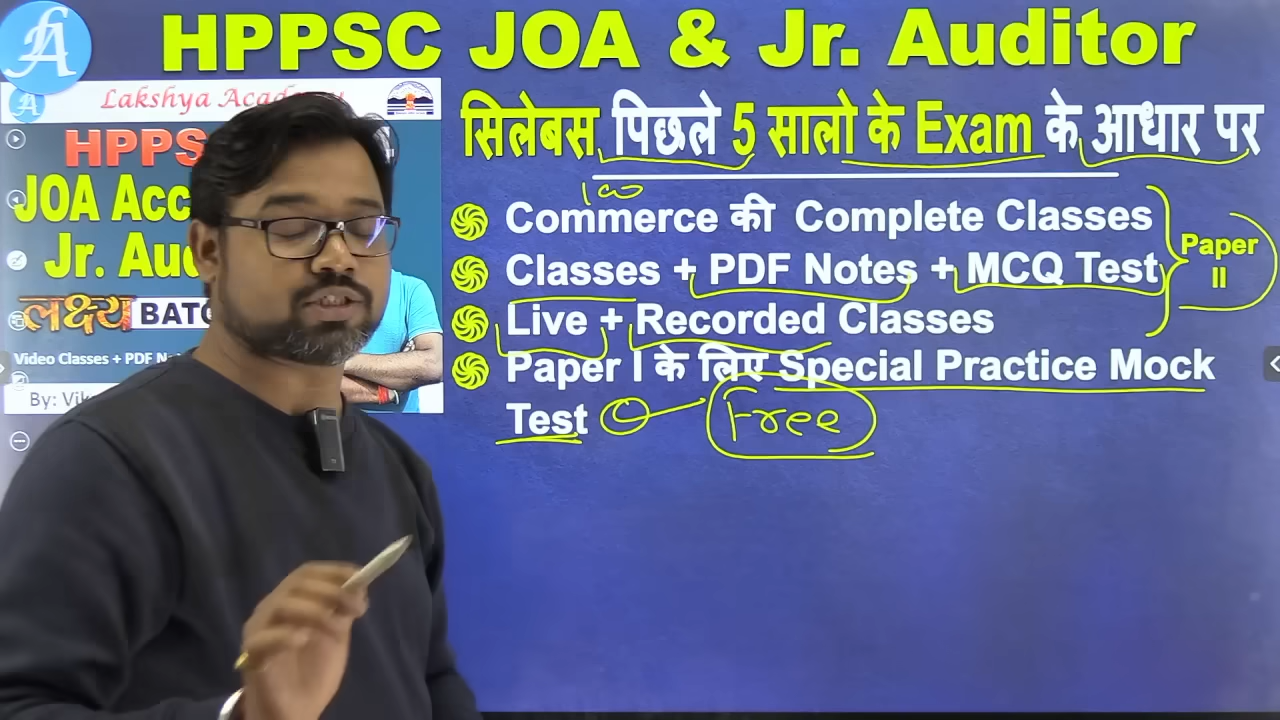 HPPSC JOA & Jr. Auditor
Lakshya Academy
HPPS
JOA Acc
Jr. Aud
लक्ष्य BATC
Video Classes + PDF N
By: Vik
सिलेबस पिछले 5 सालो के Exam के आधार पर
100
Commerce की Complete Classes
Classes + PDF Notes + MCQ Test
Live + Recorded Classes
Paper
II
Paper I के लिए Special Practice Mock
Test Free